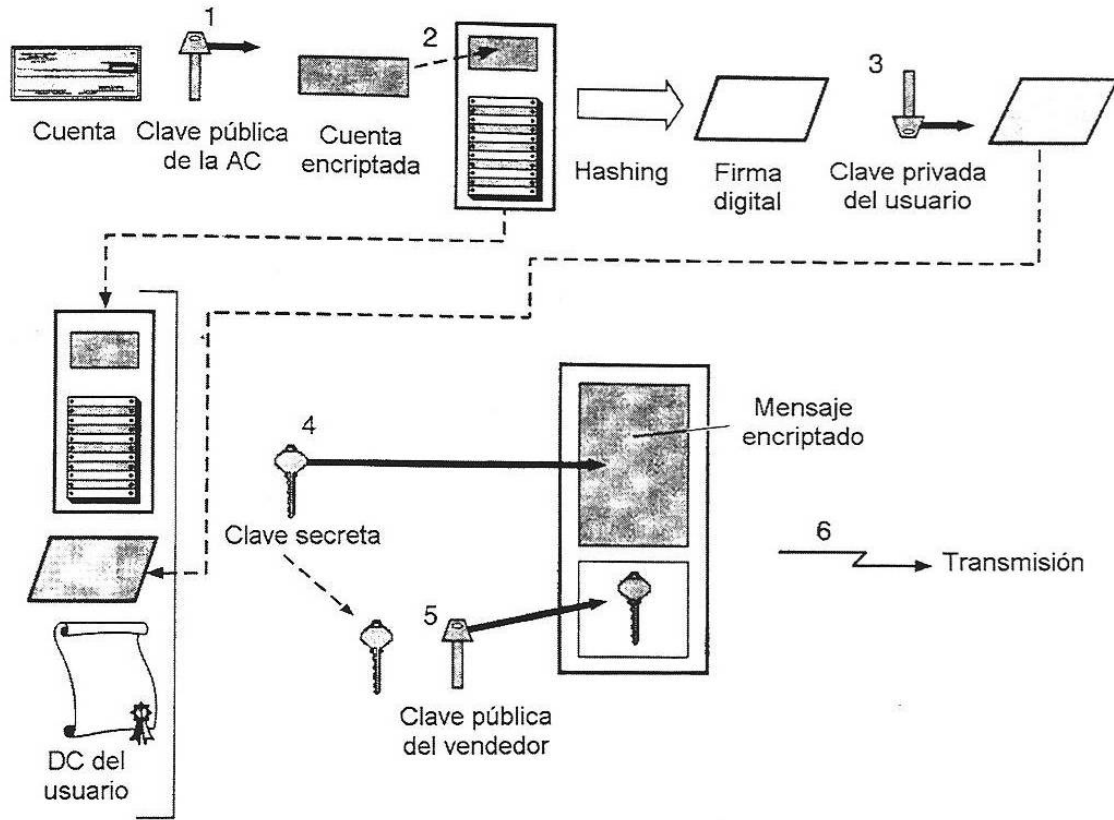 1
2
3
Cuenta
Clave pública
de la AC
Cuenta
encriptada
Hashing
Firma
digital
Clave privada
del usuario
4
Clave secreta
Mensaje
encriptado
5
Clave pública
del vendedor
6
Transmisión
DC del
usuario